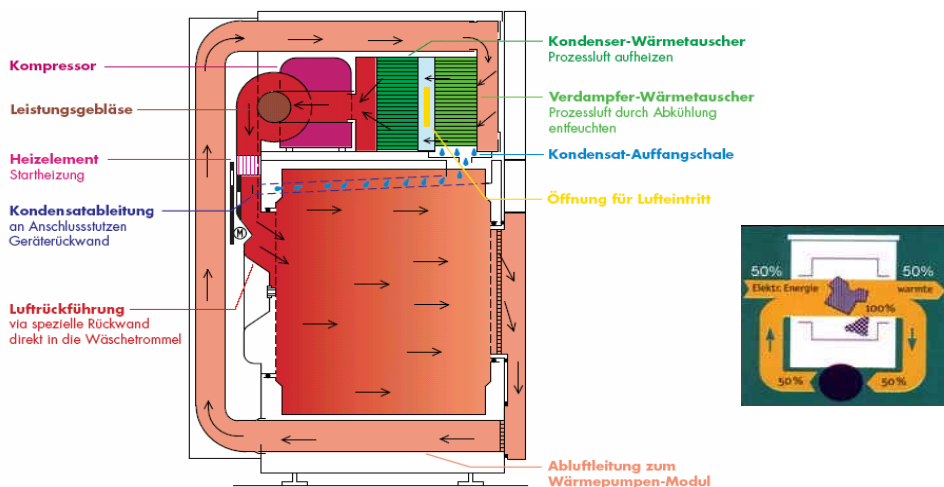 Kompressor
Leistungsgebläse
Heizelement
Startheizung
Kondensatableitung
an Anschlussstutzen
Geräterückwand
M
Luftrückführung
via spezielle Rückwand
direkt in die Wäschetrommel
Kondenser-Wärmetauscher
Prozessluft aufheizen
Verdampfer-Wärmetauscher
Prozessluft durch Abkühlung
entfeuchten
Kondensat-Auffangschale
Öffnung für Lufteintritt
Abluftleitung zum
Wärmepumpen-Modul
50% 50%
Elektr. Energie warmte
100%
50% 50%